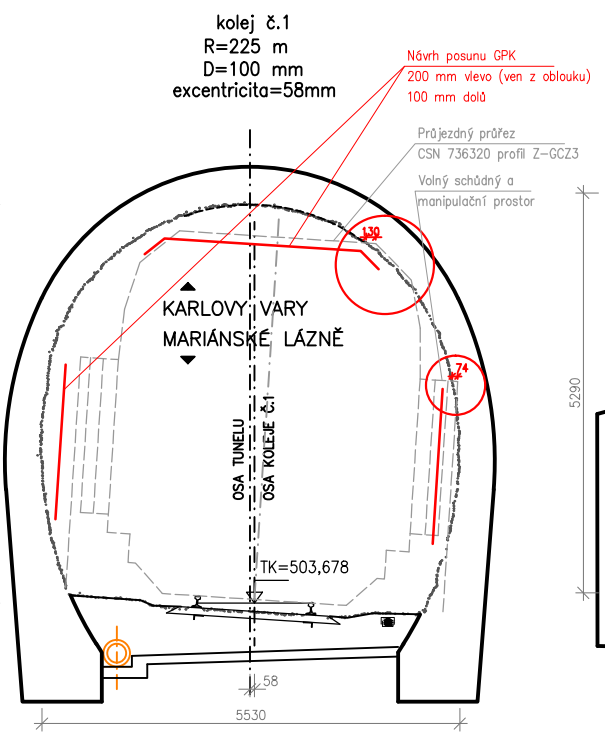 kolej č.1
R=225 m
D=100 mm
excentricita=58mm
Návrh posunu GPK
200 mm vlevo (ven z oblouku)
100 mm dolů
Průjezdný průřez
CSN 736320 profil Z-GCZ3
Volný schůdný a
manipulační prostor
130
KARLOVY VARY
MARIÁNSKÉ LÁZNĚ
74
5290
OSA TUNELU
OSA KOLEJE Č.1
TK=503,678
58
5530